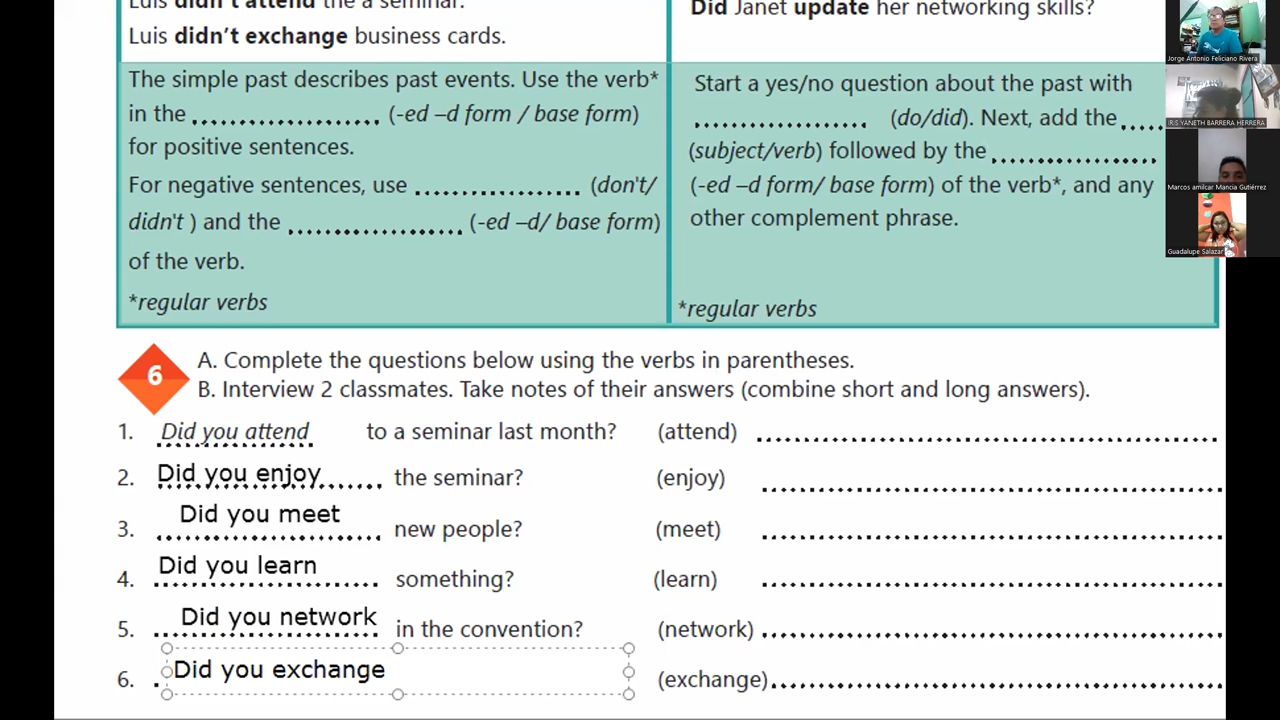 Luis didn't attend the a seminar.
Luis didn't exchange business cards.
Did Janet update her networking skills?
The simple past describes past events. Use the verb*
in the ................................ (-ed –d form / base form)
for positive sentences.
For negative sentences, use ............................ (don't/
didn't ) and the ............................. (-ed –d/ base form)
of the verb.
*regular verbs
Start a yes/no question about the past with
............................. (do/did). Next, add the .....
(subject/verb) followed by the ............................
(-ed –d form/ base form) of the verb*, and any
other complement phrase.
*regular verbs
Jorge Antonio Feliciano Rivera
IRIS YANETH BARRERA HERRERA
Marcos amilcar Mancia Gutiérrez
Guadalupe Salazar
6
A. Complete the questions below using the verbs in parentheses.
B. Interview 2 classmates. Take notes of their answers (combine short and long answers).
1. Did you attend to a seminar last month? (attend) ................................
2. Did you enjoy the seminar? (enjoy) ................................
3. Did you meet new people? (meet) ................................
4. Did you learn something? (learn) ................................
5. Did you network in the convention? (network) ................................
6. Did you exchange (exchange) ................................